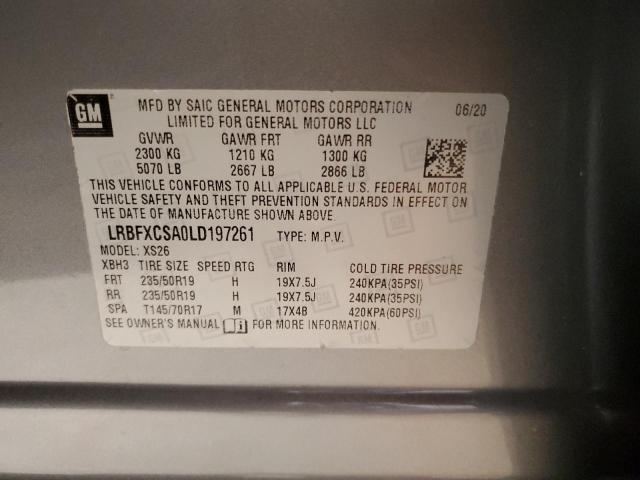 GM
MFD BY SAIC GENERAL MOTORS CORPORATION 06/20
LIMITED FOR GENERAL MOTORS LLC
GVWR GAWR FRT GAWR RR
2300 KG 1210 KG 1300 KG
5070 LB 2667 LB 2866 LB
THIS VEHICLE CONFORMS TO ALL APPLICABLE U.S. FEDERAL MOTOR
VEHICLE SAFETY AND THEFT PREVENTION STANDARDS IN EFFECT ON
THE DATE OF MANUFACTURE SHOWN ABOVE.
LRBFXCSA0LD197261 TYPE: M.P.V.
MODEL: XS26
XBH3 TIRE SIZE SPEED RTG RIM COLD TIRE PRESSURE
FRT 235/50R19 H 19X7.5J 240KPA(35PSI)
RR 235/50R19 H 19X7.5J 240KPA(35PSI)
SPA T145/70R17 M 17X4B 420KPA(60PSI)
SEE OWNER'S MANUAL FOR MORE INFORMATION.